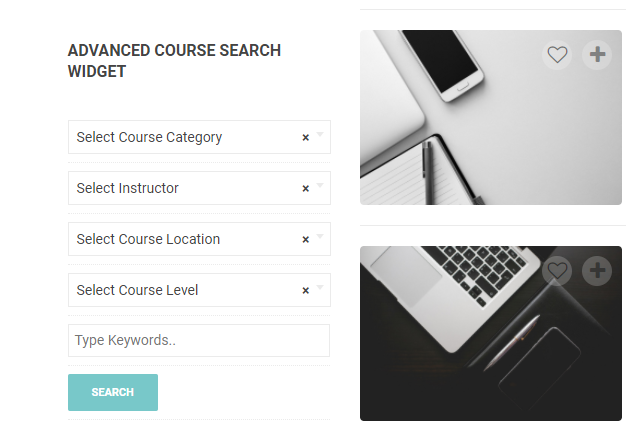 ADVANCED COURSE SEARCH
WIDGET
Select Course Category ×
Select Instructor ×
Select Course Location ×
Select Course Level ×
Type Keywords..
SEARCH